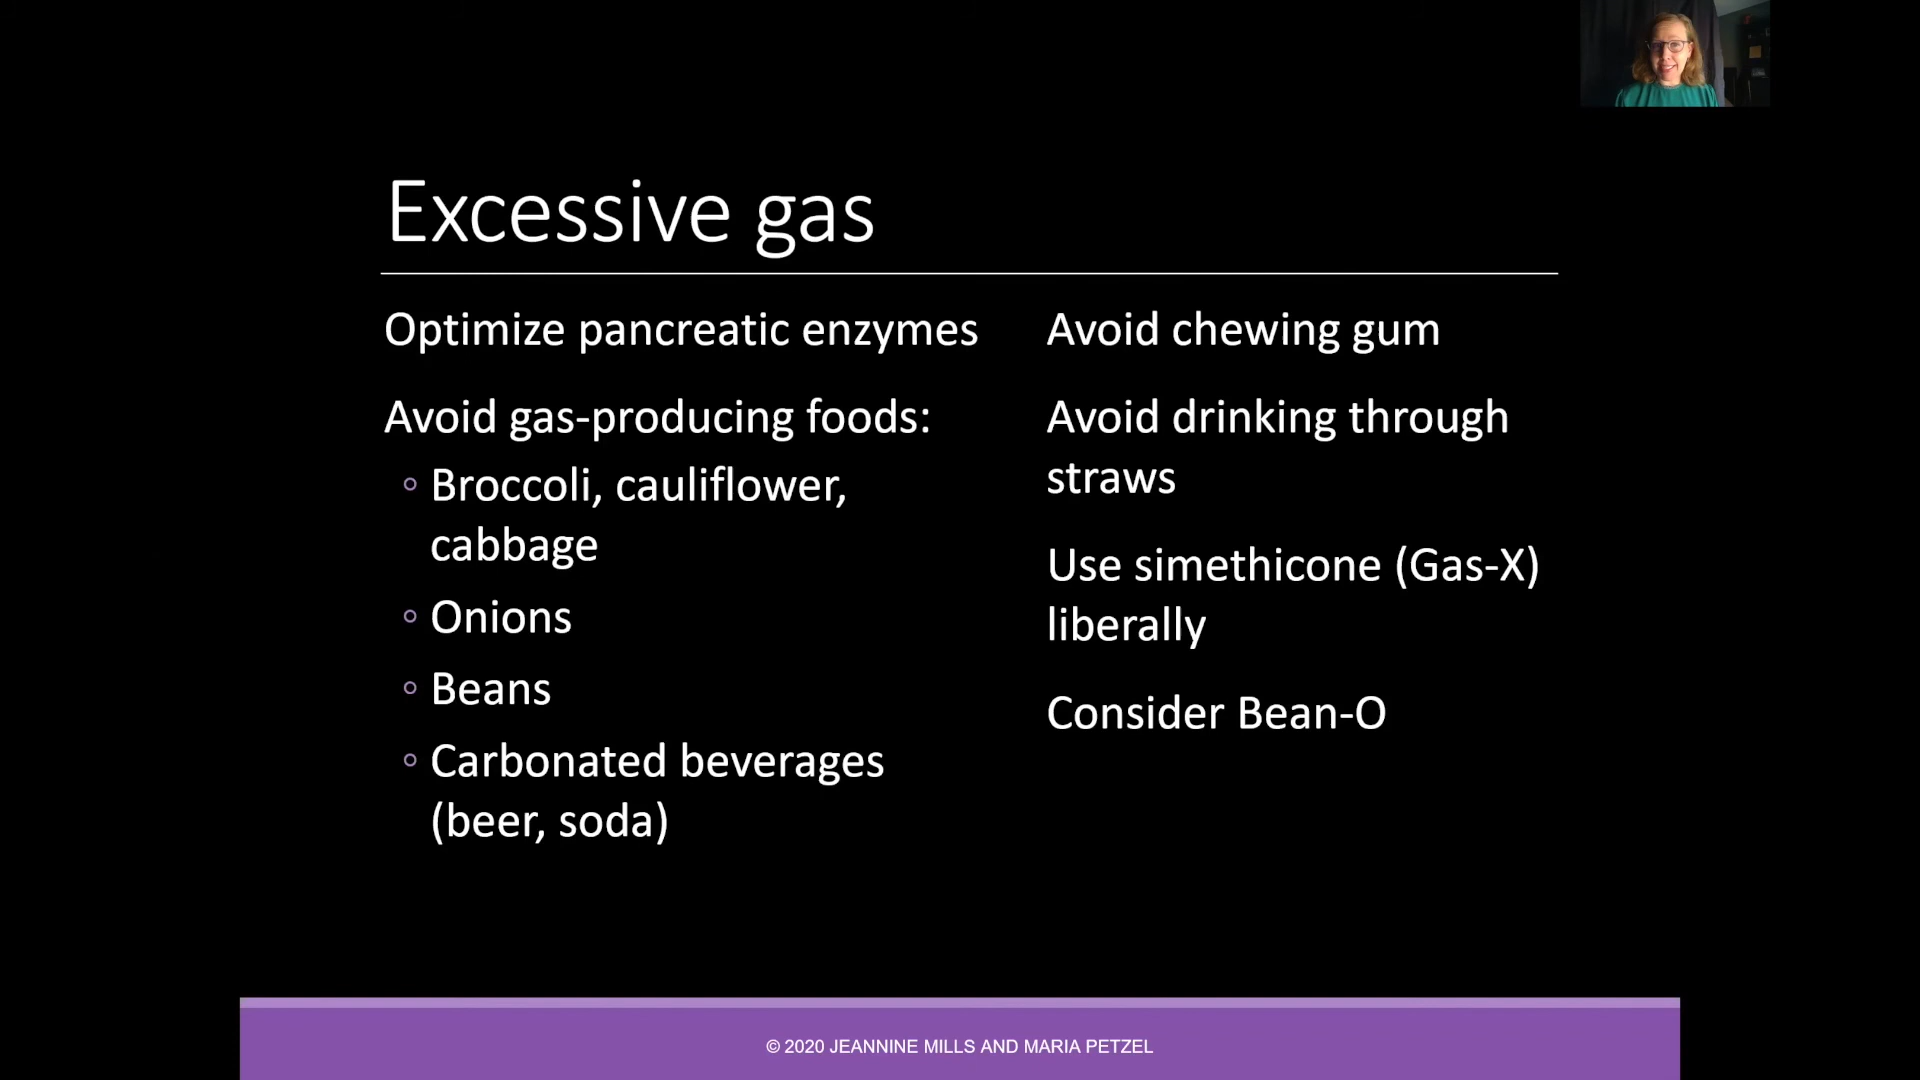 Excessive gas
Optimize pancreatic enzymes
Avoid gas-producing foods:
◦ Broccoli, cauliflower,
cabbage
◦ Onions
◦ Beans
◦ Carbonated beverages
(beer, soda)
Avoid chewing gum
Avoid drinking through
straws
Use simethicone (Gas-X)
liberally
Consider Bean-O
© 2020 JEANNINE MILLS AND MARIA PETZEL